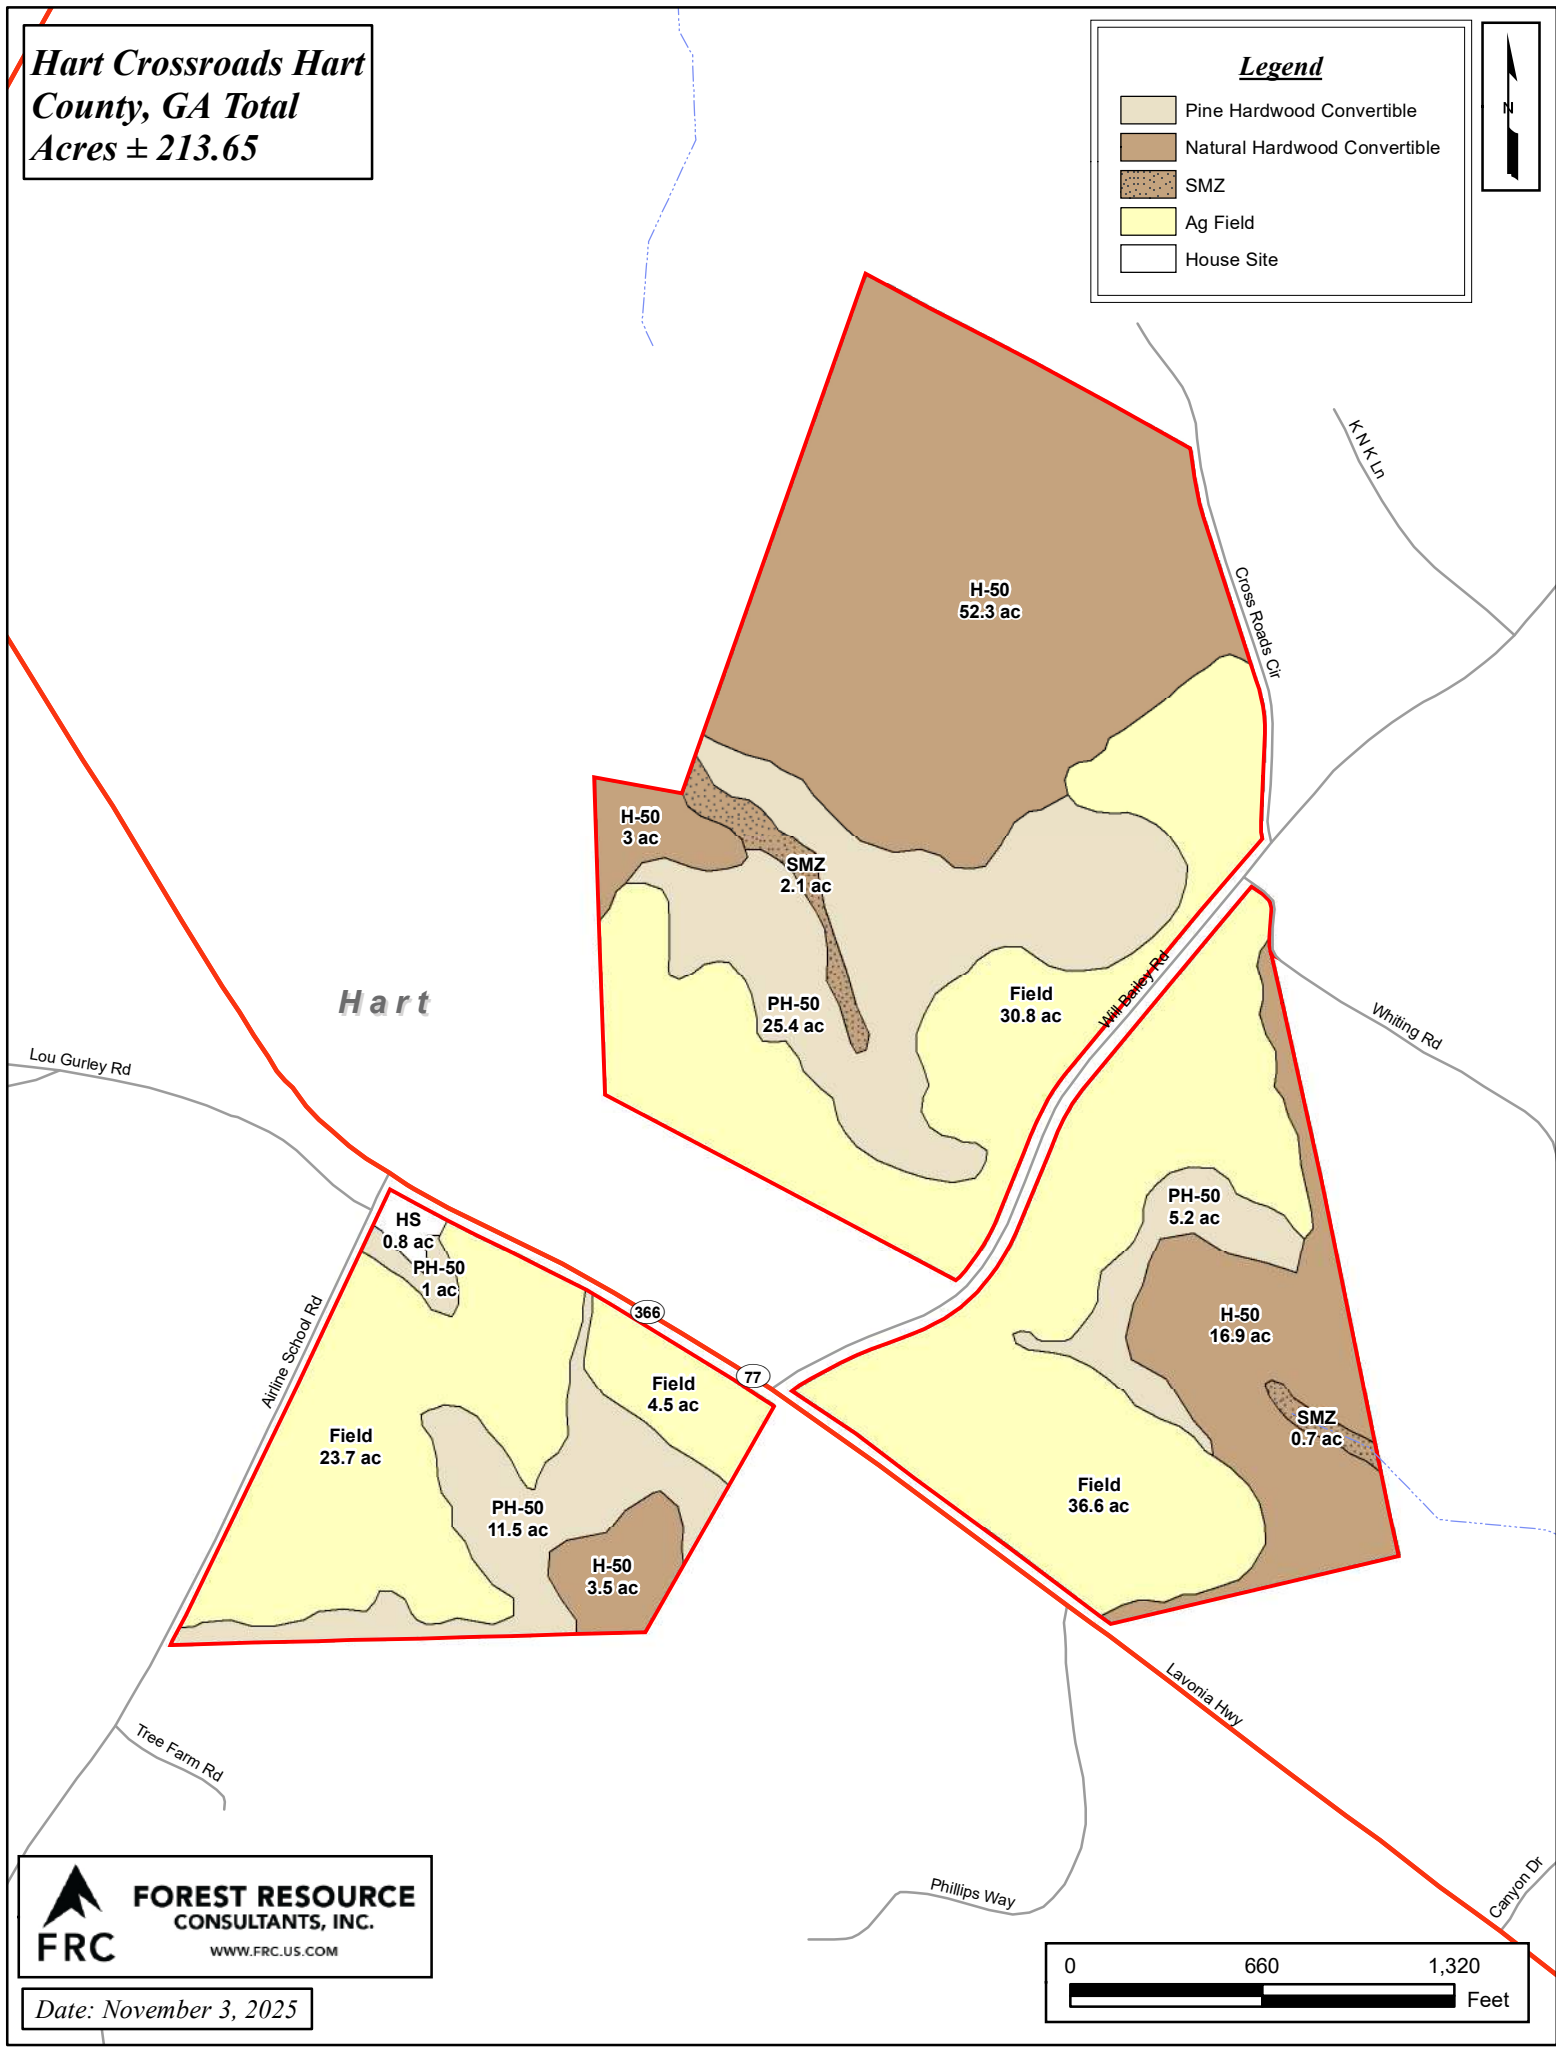 Hart Crossroads Hart
County, GA Total
Acres ± 213.65
Legend
Pine Hardwood Convertible
Natural Hardwood Convertible
SMZ
Ag Field
House Site
N
K N K Ln
Cross Roads Cir
H-50
52.3 ac
H-50
3 ac
SMZ
2.1 ac
PH-50
25.4 ac
Field
30.8 ac
Will Bailey Rd
Whiting Rd
Hart
Lou Gurley Rd
PH-50
5.2 ac
HS
0.8 ac
PH-50
1 ac
366
77
Airline School Rd
H-50
16.9 ac
Field
4.5 ac
Field
23.7 ac
SMZ
0.7 ac
Field
36.6 ac
PH-50
11.5 ac
H-50
3.5 ac
Lavonia Hwy
Tree Farm Rd
Phillips Way
Canyon Dr
FRC
FOREST RESOURCE
CONSULTANTS, INC.
WWW.FRC.US.COM
Date: November 3, 2025
0 660 1,320
Feet